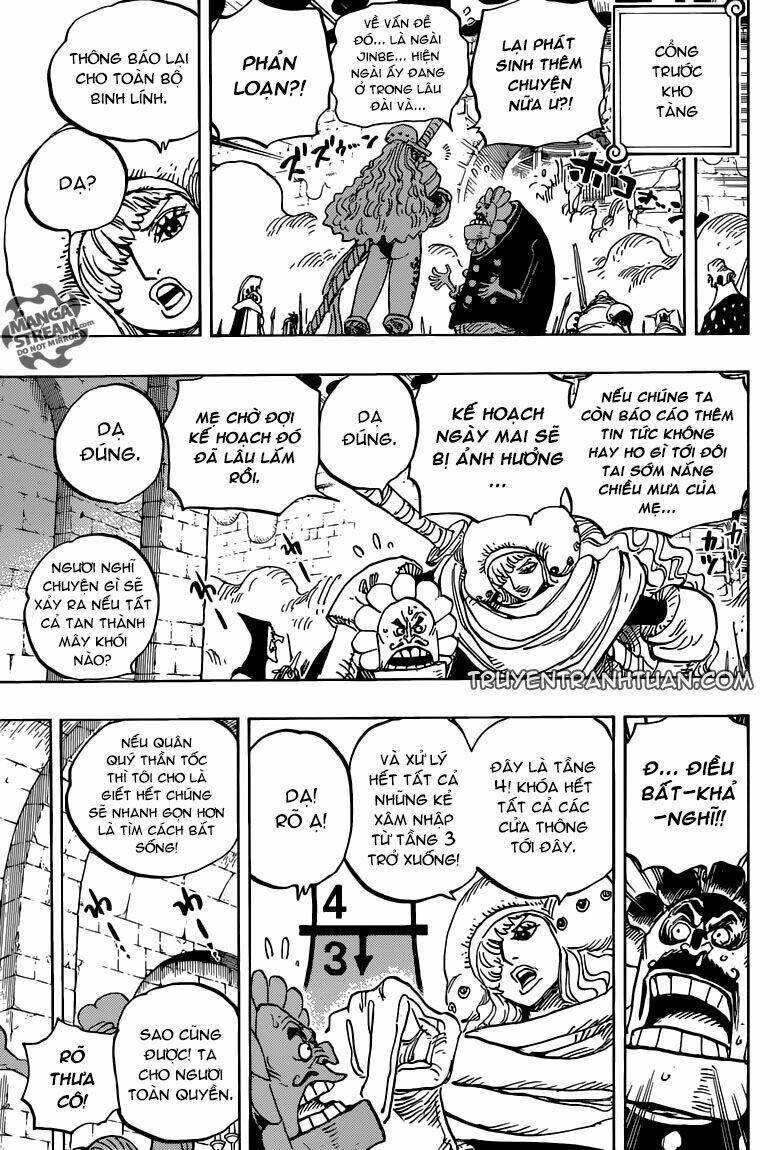 CỔNG
TRƯỚC
KHO
TÀNG
LẠI PHÁT
SINH THÊM
CHUYỆN
NỮA Ư?!
VỀ VẤN ĐỀ
ĐÓ... LÀ NGÀI
JINBE... HIỆN
NGÀI ẤY ĐANG
Ở TRONG LÂU
ĐÀI VÀ...
PHẢN
LOẠN?!
THÔNG BÁO LẠI
CHO TOÀN BỘ
BINH LÍNH.
DẠ?
MANGA
STREAM.com
DO NOT MIRROR
NẾU CHÚNG TA
CÒN BÁO CÁO THÊM
TIN TỨC KHÔNG
HAY HO GÌ TỚI ĐÔI
TAI SỚM NẮNG
CHIỀU MƯA CỦA
MẸ...
KẾ HOẠCH
NGÀY MAI SẼ
BỊ ẢNH HƯỞNG
...
DẠ
ĐÚNG.
MẸ CHỜ ĐỢI
KẾ HOẠCH ĐÓ
ĐÃ LÂU LẮM
RỒI.
DẠ
ĐÚNG.
NGƯƠI NGHĨ
CHUYỆN GÌ SẼ
XẢY RA NẾU TẤT
CẢ TAN THÀNH
MÂY KHÓI
NÀO?
TRUYENTRANHTUAN.COM
Đ... ĐIỀU
BẤT-KHẢ
-NGHĨ!!
ĐÂY LÀ TẦNG
4! KHÓA HẾT
TẤT CẢ CÁC
CỬA THÔNG
TỚI ĐÂY.
VÀ XỬ LÝ
HẾT TẤT CẢ
NHŨNG KẺ
XÂM NHẬP
TỪ TẦNG 3
TRỞ XUỐNG!
DẠ!
RÕ Ạ!
4
3
NẾU QUÂN
QUÝ THẦN TỐC
THÌ TÔI CHO LÀ
GIẾT HẾT CHÚNG
SẼ NHANH GỌN HƠN
LÀ TÌM CÁCH BẮT
SỐNG!
SAO CŨNG
ĐƯỢC! TA
CHO NGƯƠI
TOÀN QUYỀN.
RÕ
THƯA
CÔ!